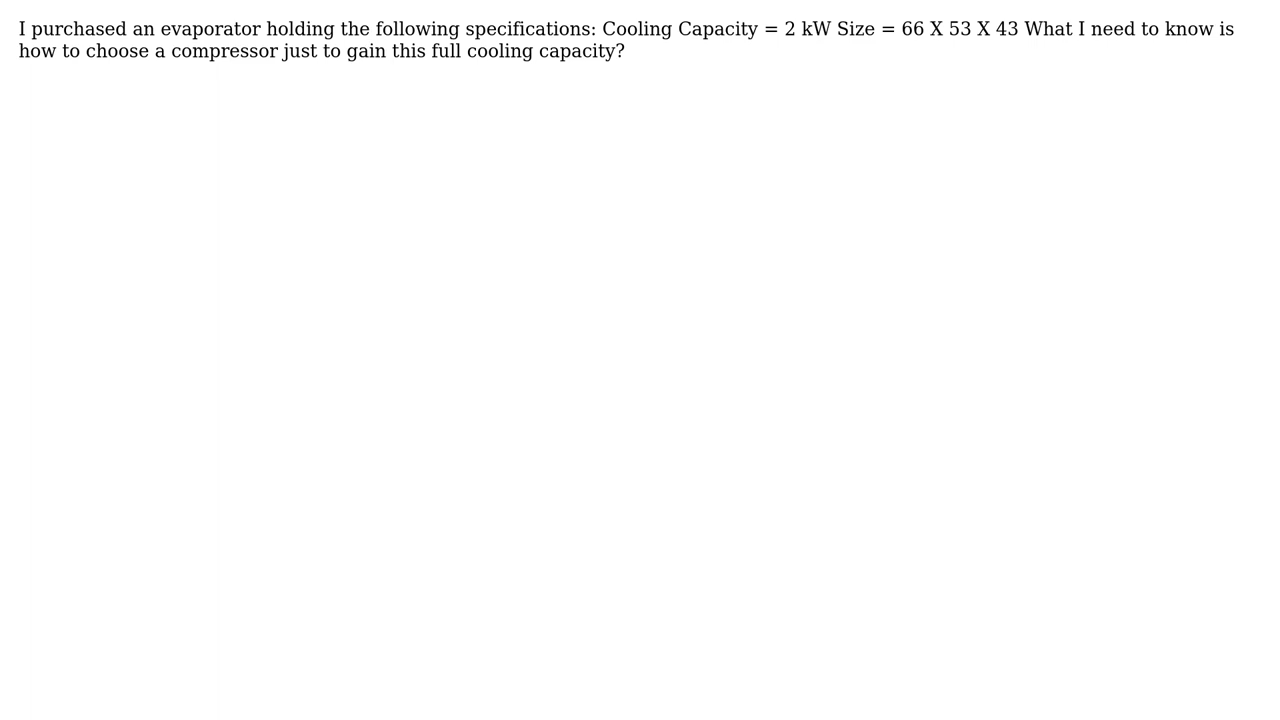 I purchased an evaporator holding the following specifications: Cooling Capacity = 2 kW Size = 66 X 53 X 43 What I need to know is
how to choose a compressor just to gain this full cooling capacity?